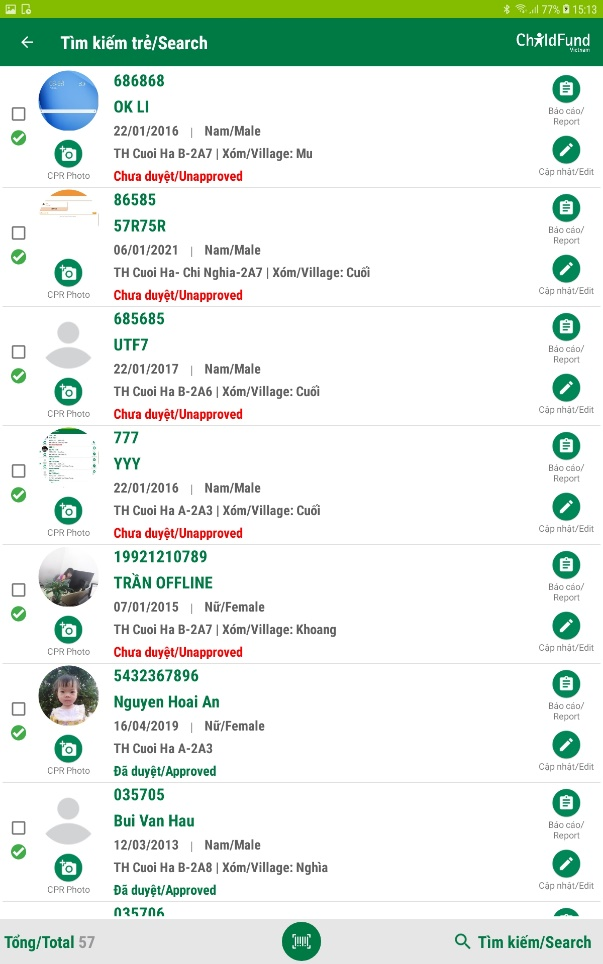 77% 15:13
Tìm kiếm trẻ/Search
ChildFund
Vietnam
686868
OK LI
22/01/2016 | Nam/Male
TH Cuoi Ha B-2A7 | Xóm/Village: Mu
Chưa duyệt/Unapproved
CPR Photo
Báo cáo/
Report
Cập nhật/Edit
86585
57R75R
06/01/2021 | Nam/Male
TH Cuoi Ha- Chi Nghia-2A7 | Xóm/Village: Cuối
Chưa duyệt/Unapproved
CPR Photo
Báo cáo/
Report
Cập nhật/Edit
685685
UTF7
22/01/2017 | Nam/Male
TH Cuoi Ha B-2A6 | Xóm/Village: Cuối
Chưa duyệt/Unapproved
CPR Photo
Báo cáo/
Report
Cập nhật/Edit
777
YYY
22/01/2016 | Nam/Male
TH Cuoi Ha A-2A3 | Xóm/Village: Cuối
Chưa duyệt/Unapproved
CPR Photo
Báo cáo/
Report
Cập nhật/Edit
19921210789
TRẦN OFFLINE
07/01/2015 | Nữ/Female
TH Cuoi Ha B-2A7 | Xóm/Village: Khoang
Chưa duyệt/Unapproved
CPR Photo
Báo cáo/
Report
Cập nhật/Edit
5432367896
Nguyen Hoai An
16/04/2019 | Nữ/Female
TH Cuoi Ha A-2A3
Đã duyệt/Approved
CPR Photo
Báo cáo/
Report
Cập nhật/Edit
035705
Bui Van Hau
12/03/2013 | Nam/Male
TH Cuoi Ha B-2A8 | Xóm/Village: Nghìa
Đã duyệt/Approved
CPR Photo
Báo cáo/
Report
Cập nhật/Edit
035706
Tổng/Total 57
Tìm kiếm/Search